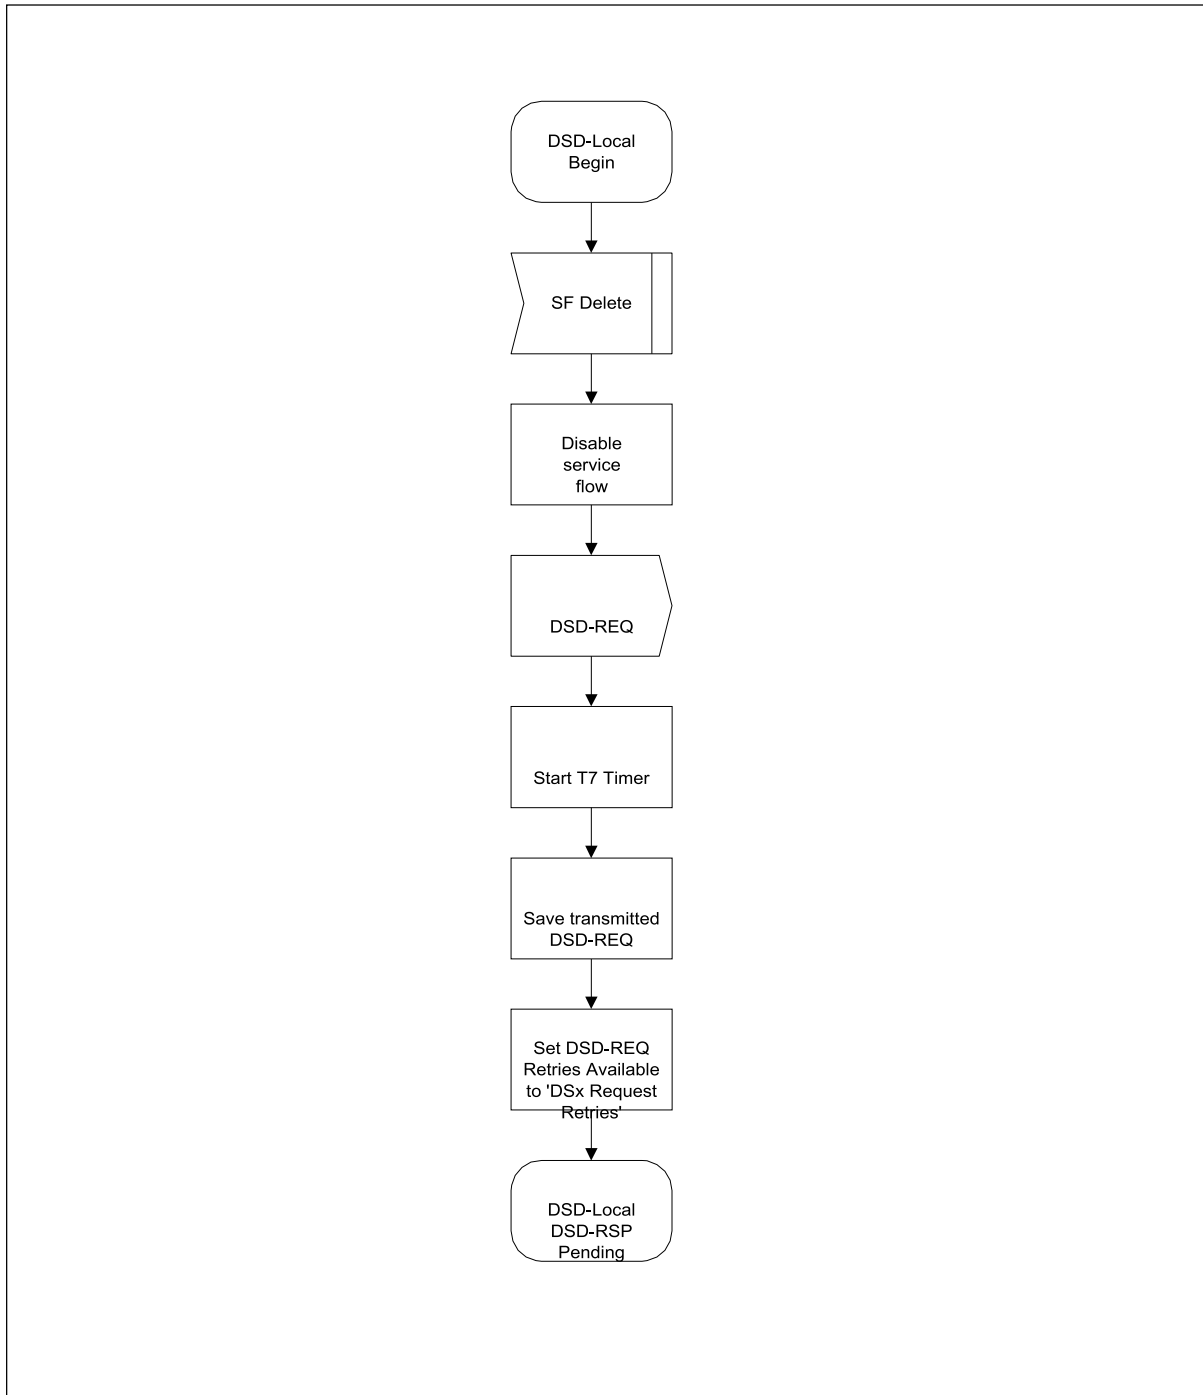 DSD-Local
Begin
SF Delete
Disable
service
flow
DSD-REQ
Start T7 Timer
Save transmitted
DSD-REQ
Set DSD-REQ
Retries Available
to 'DSx Request
Retries'
DSD-Local
DSD-RSP
Pending